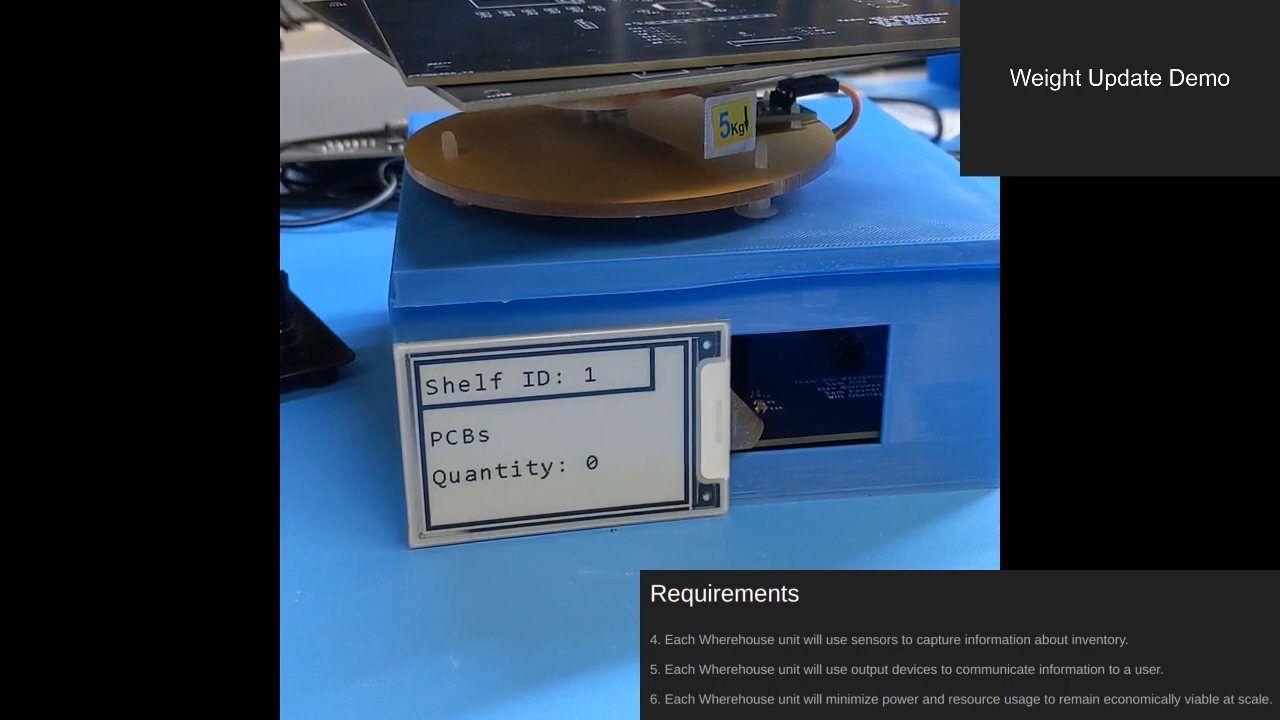 Weight Update Demo
5Kg
Shelf ID: 1
PCBs
Quantity: 0
Requirements
4. Each Wherehouse unit will use sensors to capture information about inventory.
5. Each Wherehouse unit will use output devices to communicate information to a user.
6. Each Wherehouse unit will minimize power and resource usage to remain economically viable at scale.